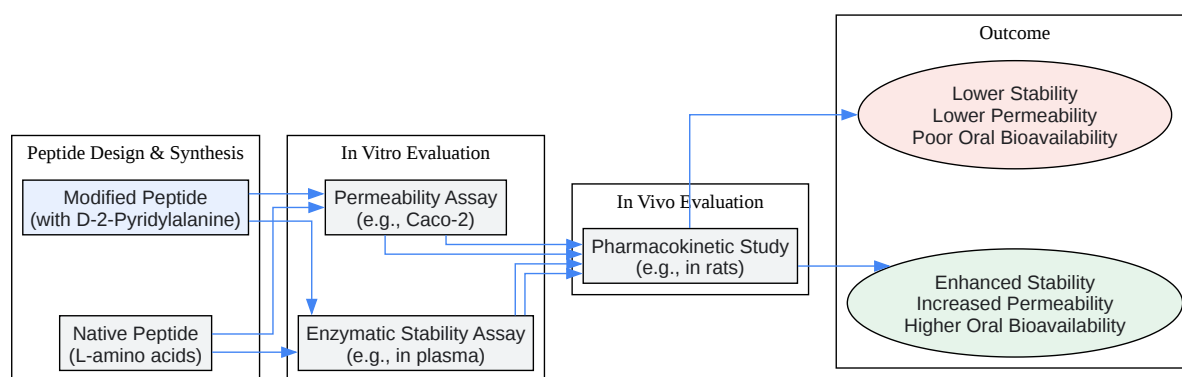 Peptide Design & Synthesis
Modified Peptide
(with D-2-Pyridylalanine)
Native Peptide
(L-amino acids)
In Vitro Evaluation
Permeability Assay
(e.g., Caco-2)
Enzymatic Stability Assay
(e.g., in plasma)
In Vivo Evaluation
Pharmacokinetic Study
(e.g., in rats)
Outcome
Lower Stability
Lower Permeability
Poor Oral Bioavailability
Enhanced Stability
Increased Permeability
Higher Oral Bioavailability